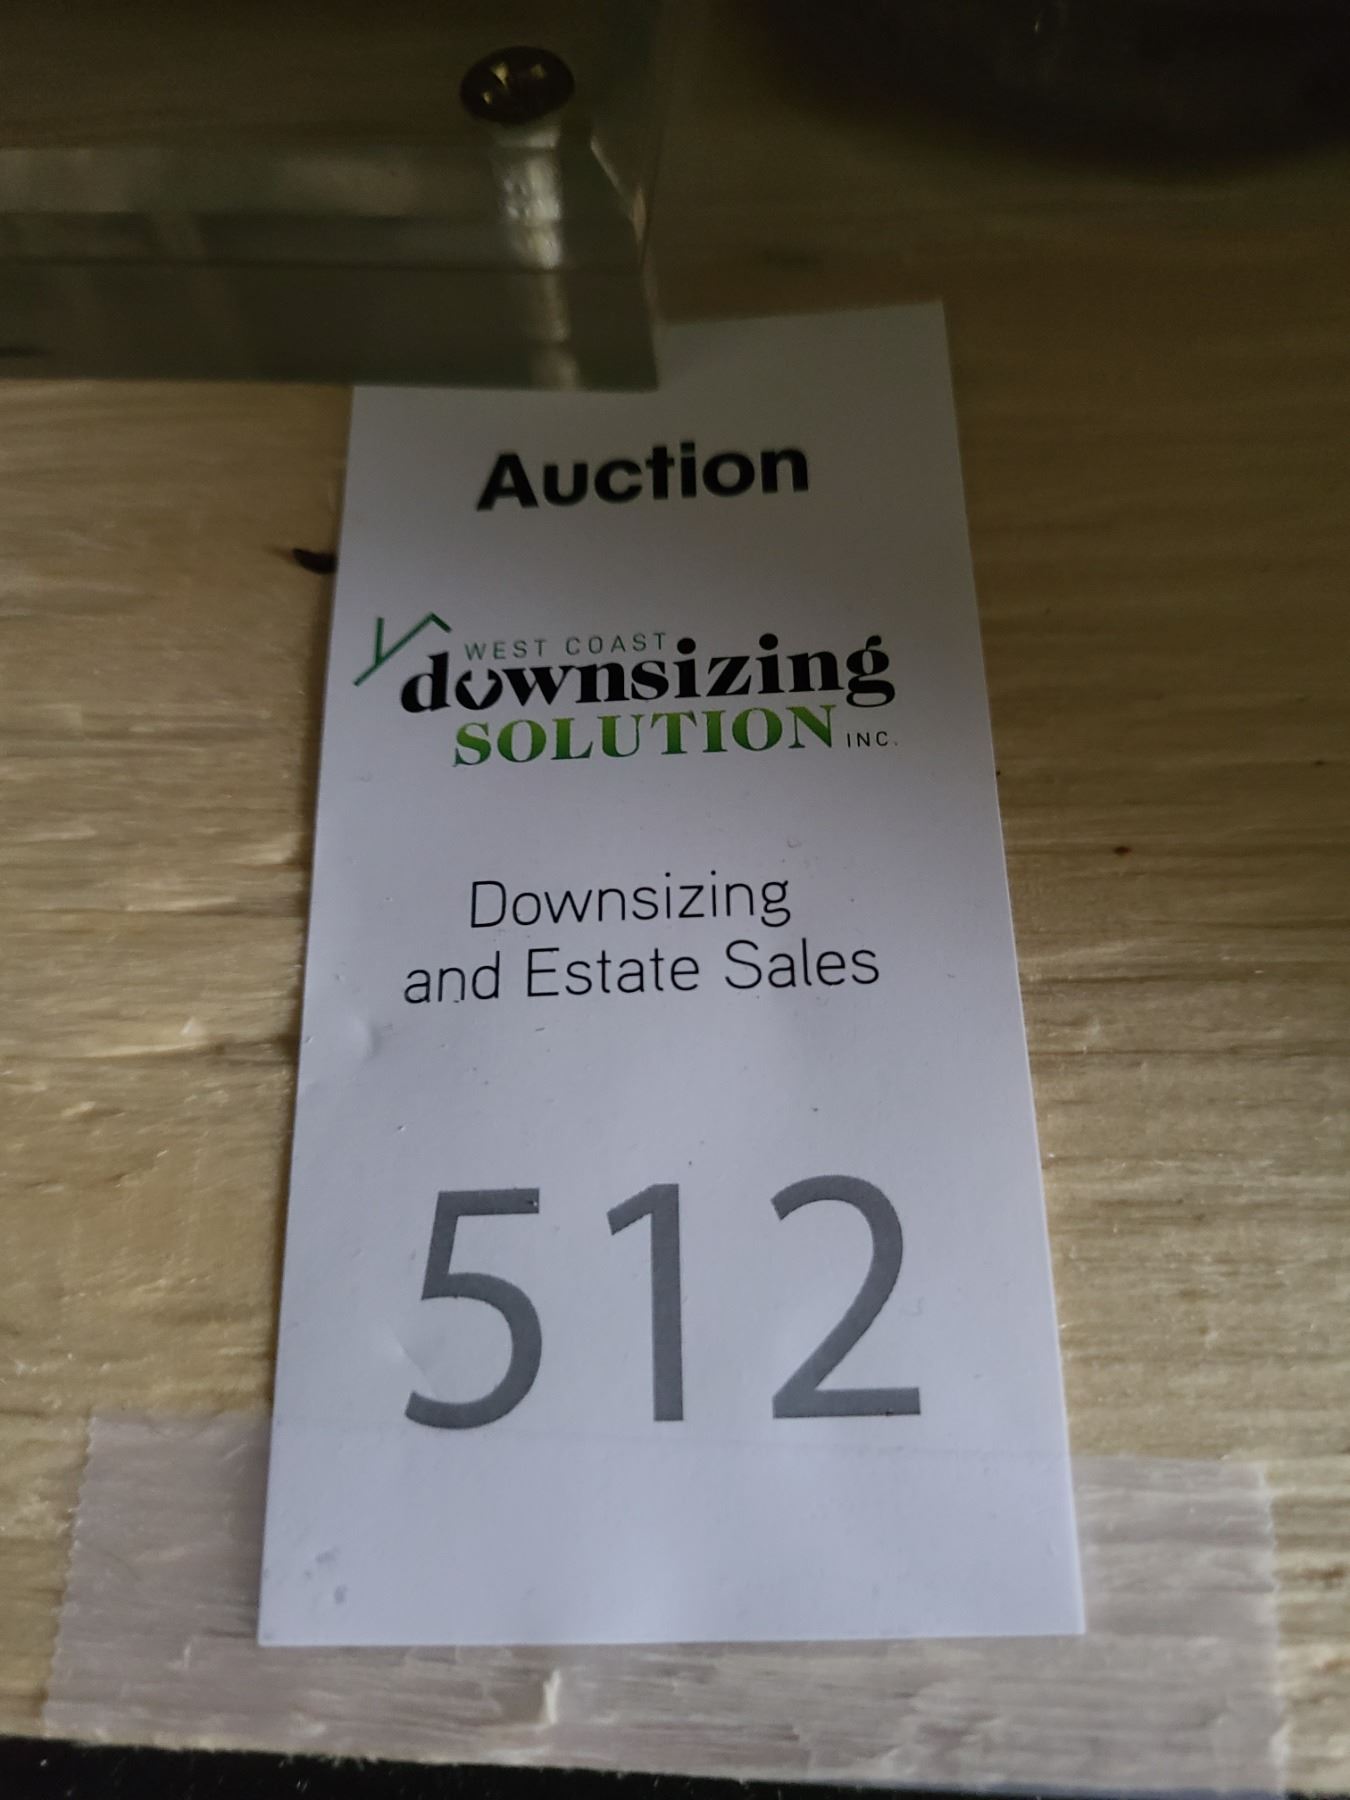 Auction
WEST COAST
downsizing
SOLUTION INC.
Downsizing
and Estate Sales
512